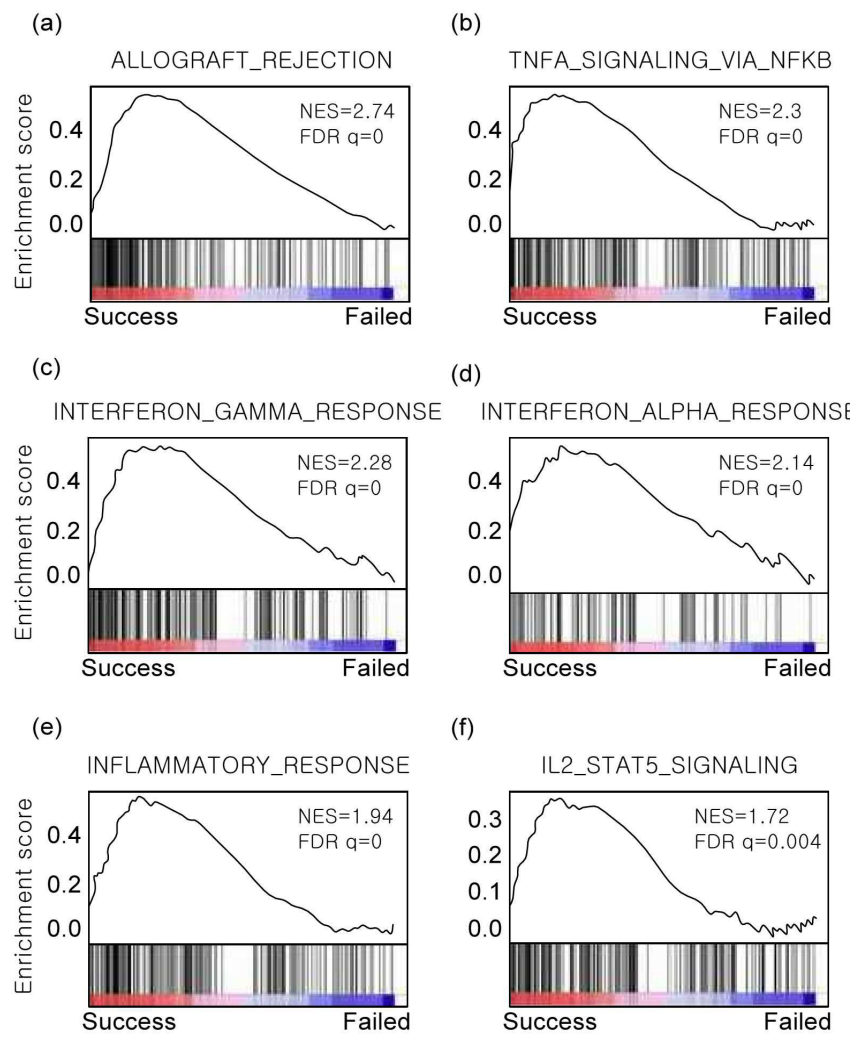 (a)
ALLOGRAFT_REJECTION
Enrichment score
0.4
0.2
0.0
NES=2.74
FDR q=0
Success
Failed
(b)
TNFA_SIGNALING_VIA_NFKB
0.4
0.2
0.0
NES=2.3
FDR q=0
Success
Failed
(c)
INTERFERON_GAMMA_RESPONSE
Enrichment score
0.4
0.2
0.0
NES=2.28
FDR q=0
Success
Failed
(d)
INTERFERON_ALPHA_RESPONSE
0.4
0.2
0.0
NES=2.14
FDR q=0
Success
Failed
(e)
INFLAMMATORY_RESPONSE
Enrichment score
0.4
0.2
0.0
NES=1.94
FDR q=0
Success
Failed
(f)
IL2_STAT5_SIGNALING
0.3
0.2
0.1
0.0
NES=1.72
FDR q=0.004
Success
Failed